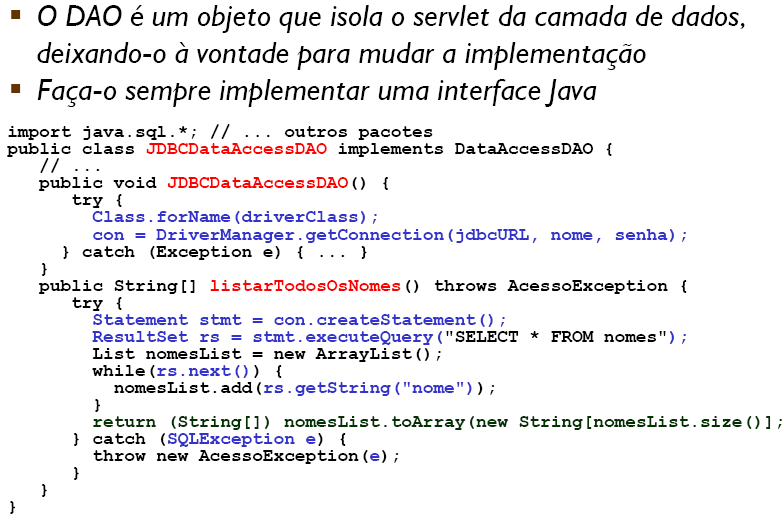 ▪ O DAO é um objeto que isola o servlet da camada de dados,
deixando-o à vontade para mudar a implementação
▪ Faça-o sempre implementar uma interface Java
import java.sql.*; // ... outros pacotes
public class JDBCDataAccessDAO implements DataAccessDAO {
   // ...
   public void JDBCDataAccessDAO() {
      try {
        Class.forName(driverClass);
        con = DriverManager.getConnection(jdbcURL, nome, senha);
     } catch (Exception e) { ... }
   }
   public String[] listarTodosOsNomes() throws AcessoException {
      try {
        Statement stmt = con.createStatement();
        ResultSet rs = stmt.executeQuery("SELECT * FROM nomes");
        List nomesList = new ArrayList();
        while(rs.next()) {
          nomesList.add(rs.getString("nome"));
        }
        return (String[]) nomesList.toArray(new String[nomesList.size()];
      } catch (SQLException e) {
        throw new AcessoException(e);
      }
   }
}